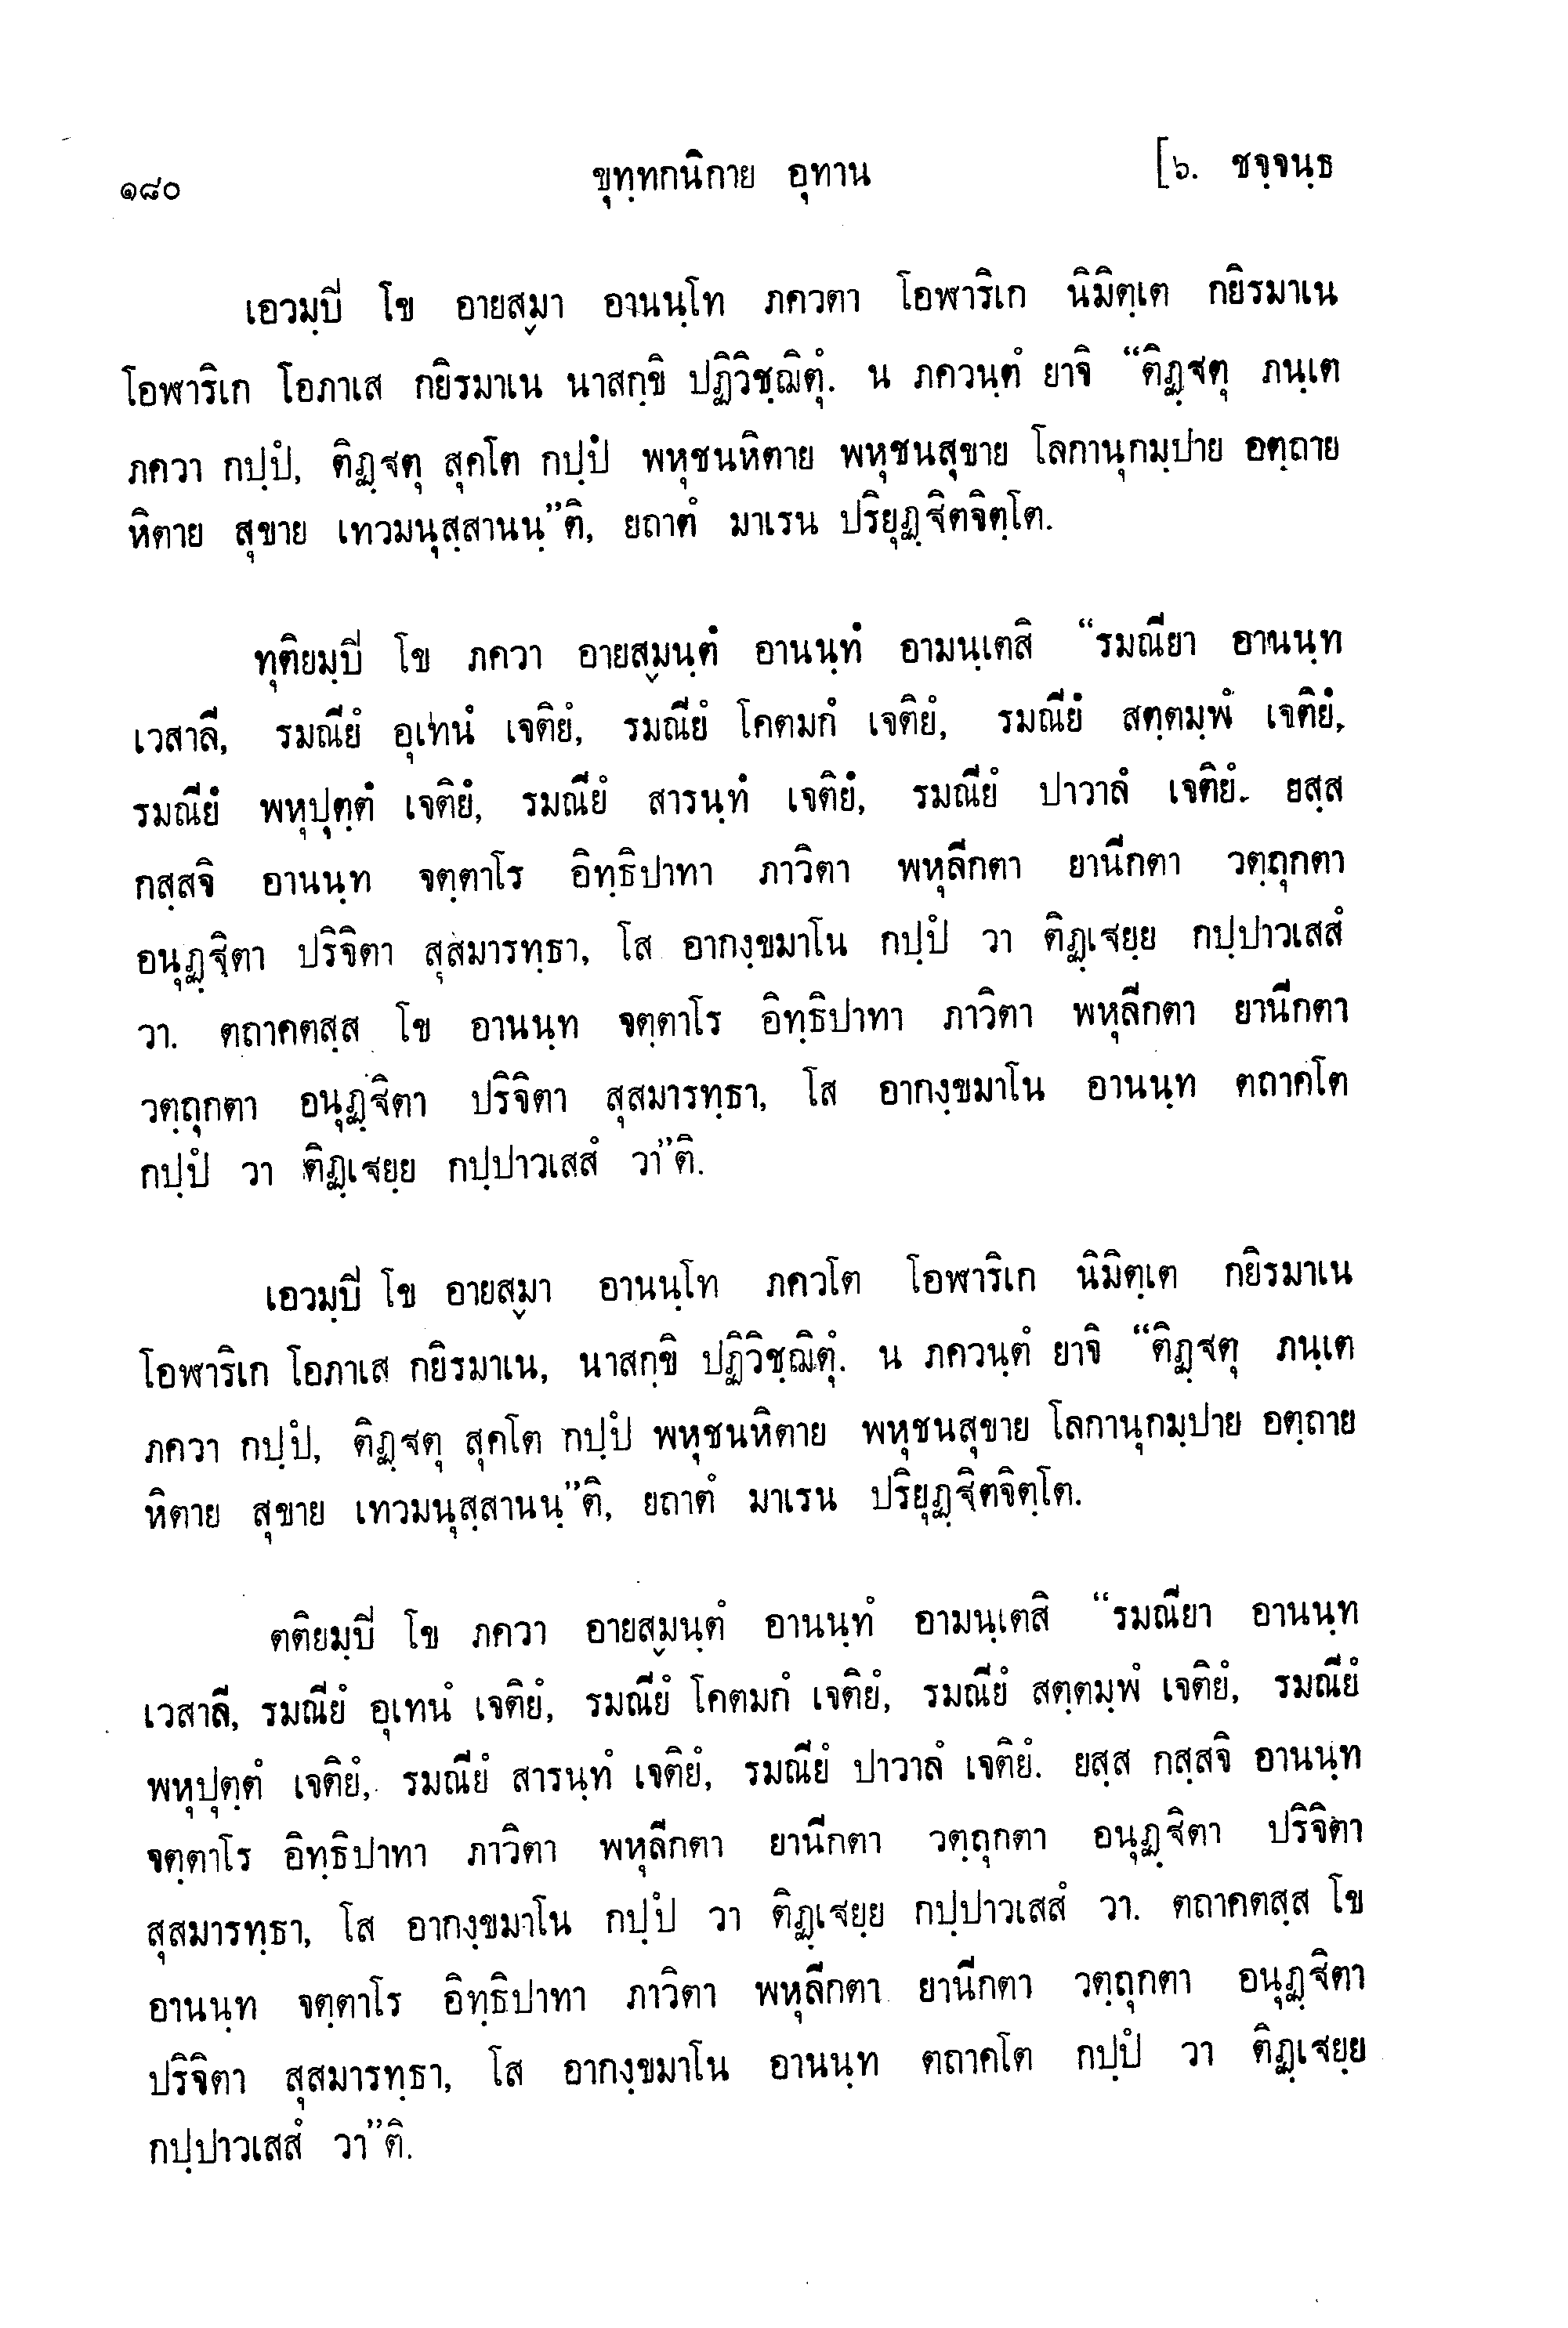 ๑๘๐ ขุทฺทกนิกาย อุทาน [๖. ชจฺจนฺธ
เอวมฺปี โข อายสฺมา อานนฺโท ภควตา โอฬาริเก นิมิตฺเต กยิรมาเน
โอฬาริเก โอภาเส กยิรมาเน นาสกฺขิ ปฏิวิชฺฌิตุํ. น ภควนฺตํ ยาจิ “ติฏฺฐตุ ภนฺเต
ภควา กปฺปํ, ติฏฺฐตุ สุคโต กปฺปํ พหุชนหิตาย พหุชนสุขาย โลกานุกมฺปาย อตฺถาย
หิตาย สุขาย เทวมนุสฺสานนฺ”ติ, ยถาตํ มาเรน ปริยุฏฺฐิตจิตฺโต.
ทุติยมฺปี โข ภควา อายสฺมนฺตํ อานนฺทํ อามนฺเตสิ “รมณียา อานนฺท
เวสาลี, รมณียํ อุเทนํ เจติยํ, รมณียํ โคตมกํ เจติยํ, รมณียํ สตฺตมฺพํ เจติยํ,
รมณียํ พหุปุตฺตํ เจติยํ, รมณียํ สารนฺทํ เจติยํ, รมณียํ ปาวาลํ เจติยํ. ยสฺส
กสฺสจิ อานนฺท จตฺตาโร อิทฺธิปาทา ภาวิตา พหุลีกตา ยานีกตา วตฺถุกตา
อนุฏฺฐิตา ปริจิตา สุสมารทฺธา, โส อากงฺขมาโน กปฺปํ วา ติฏฺเฐยฺย กปฺปาวเสสํ
วา. ตถาคตสฺส โข อานนฺท จตฺตาโร อิทฺธิปาทา ภาวิตา พหุลีกตา ยานีกตา
วตฺถุกตา อนุฏฺฐิตา ปริจิตา สุสมารทฺธา, โส อากงฺขมาโน อานนฺท ตถาคโต
กปฺปํ วา ติฏฺเฐยฺย กปฺปาวเสสํ วา”ติ.
เอวมฺปี โข อายสฺมา อานนฺโท ภควโต โอฬาริเก นิมิตฺเต กยิรมาเน
โอฬาริเก โอภาเส กยิรมาเน, นาสกฺขิ ปฏิวิชฺฌิตุํ. น ภควนฺตํ ยาจิ “ติฏฺฐตุ ภนฺเต
ภควา กปฺปํ, ติฏฺฐตุ สุคโต กปฺปํ พหุชนหิตาย พหุชนสุขาย โลกานุกมฺปาย อตฺถาย
หิตาย สุขาย เทวมนุสฺสานนฺ”ติ, ยถาตํ มาเรน ปริยุฏฺฐิตจิตฺโต.
ตติยมฺปี โข ภควา อายสฺมนฺตํ อานนฺทํ อามนฺเตสิ “รมณียา อานนฺท
เวสาลี, รมณียํ อุเทนํ เจติยํ, รมณียํ โคตมกํ เจติยํ, รมณียํ สตฺตมฺพํ เจติยํ, รมณียํ
พหุปุตฺตํ เจติยํ, รมณียํ สารนฺทํ เจติยํ, รมณียํ ปาวาลํ เจติยํ. ยสฺส กสฺสจิ อานนฺท
จตฺตาโร อิทฺธิปาทา ภาวิตา พหุลีกตา ยานีกตา วตฺถุกตา อนุฏฺฐิตา ปริจิตา
สุสมารทฺธา, โส อากงฺขมาโน กปฺปํ วา ติฏฺเฐยฺย กปฺปาวเสสํ วา. ตถาคตสฺส โข
อานนฺท จตฺตาโร อิทฺธิปาทา ภาวิตา พหุลีกตา ยานีกตา วตฺถุกตา อนุฏฺฐิตา
ปริจิตา สุสมารทฺธา, โส อากงฺขมาโน อานนฺท ตถาคโต กปฺปํ วา ติฏฺเฐยฺย
กปฺปาวเสสํ วา”ติ.